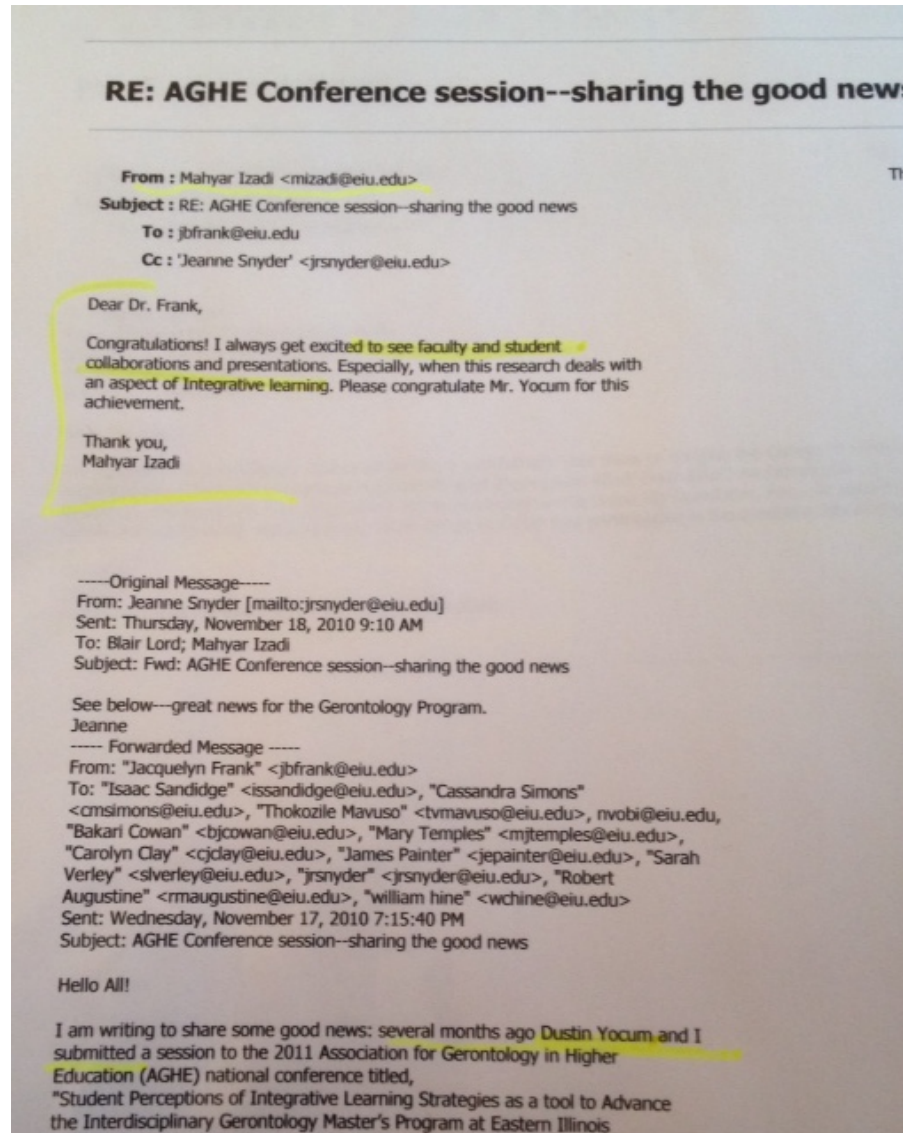 RE: AGHE Conference session--sharing the good news
Th
From : Mahyar Izadi <mizadi@eiu.edu>
Subject : RE: AGHE Conference session--sharing the good news
To : jbfrank@eiu.edu
Cc : 'Jeanne Snyder' <jrsnyder@eiu.edu>
Dear Dr. Frank,
Congratulations! I always get excited to see faculty and student
collaborations and presentations. Especially, when this research deals with
an aspect of Integrative learning. Please congratulate Mr. Yocum for this
achievement.
Thank you,
Mahyar Izadi
-----Original Message-----
From: Jeanne Snyder [mailto:jrsnyder@eiu.edu]
Sent: Thursday, November 18, 2010 9:10 AM
To: Blair Lord; Mahyar Izadi
Subject: Fwd: AGHE Conference session--sharing the good news
See below---great news for the Gerontology Program.
Jeanne
----- Forwarded Message -----
From: "Jacquelyn Frank" <jbfrank@eiu.edu>
To: "Isaac Sandidge" <issandidge@eiu.edu>, "Cassandra Simons"
<cmsimons@eiu.edu>, "Thokozile Mavuso" <tvmavuso@eiu.edu>, nvobi@eiu.edu,
"Bakari Cowan" <bjcowan@eiu.edu>, "Mary Temples" <mjtemples@eiu.edu>,
"Carolyn Clay" <cjclay@eiu.edu>, "James Painter" <jepainter@eiu.edu>, "Sarah
Verley" <slverley@eiu.edu>, "jrsnyder" <jrsnyder@eiu.edu>, "Robert
Augustine" <rmaugustine@eiu.edu>, "william hine" <wchine@eiu.edu>
Sent: Wednesday, November 17, 2010 7:15:40 PM
Subject: AGHE Conference session--sharing the good news
Hello All!
I am writing to share some good news: several months ago Dustin Yocum and I
submitted a session to the 2011 Association for Gerontology in Higher
Education (AGHE) national conference titled,
"Student Perceptions of Integrative Learning Strategies as a tool to Advance
the Interdisciplinary Gerontology Master's Program at Eastern Illinois